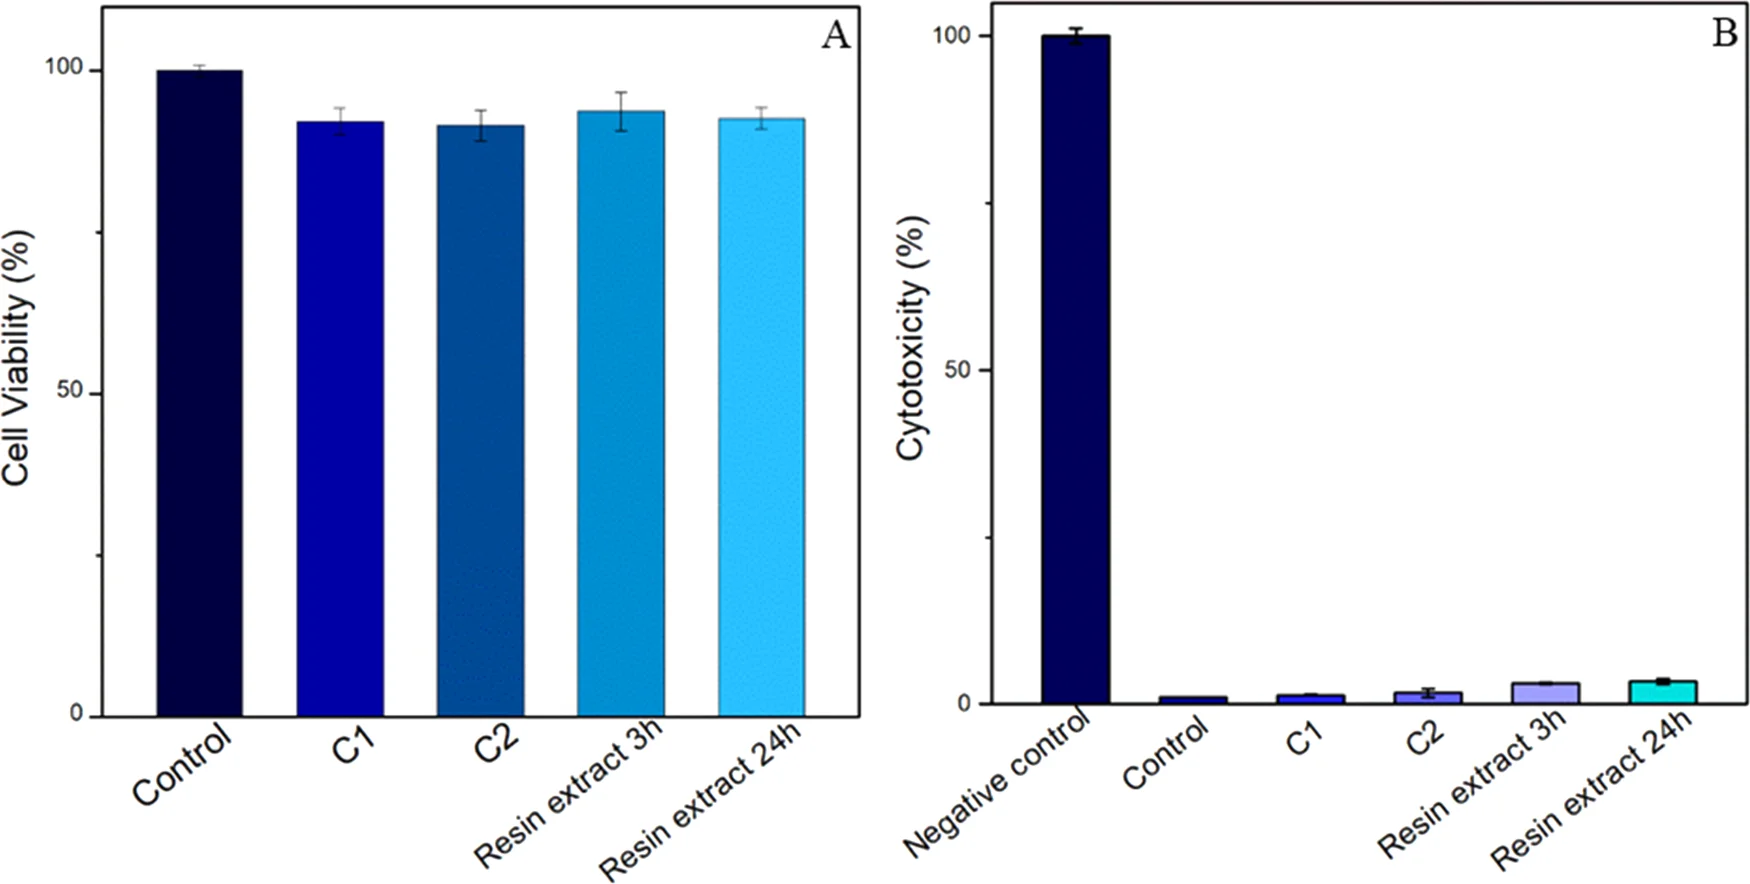 A
Cell Viability (%)
100
50
0
Control
C1
C2
Resin extract 3h
Resin extract 24h
B
Cytotoxicity (%)
100
50
0
Negative control
Control
C1
C2
Resin extract 3h
Resin extract 24h